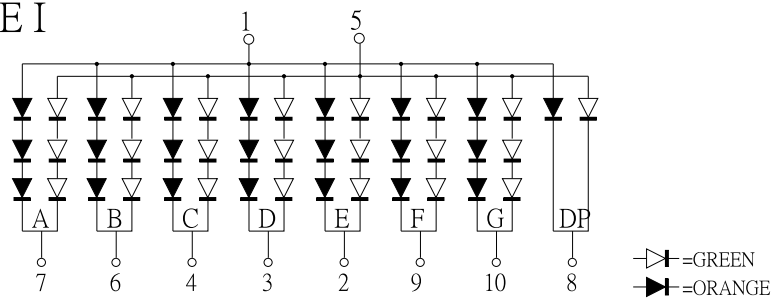 E I
1 5
A B C D E F G DP
7 6 4 3 2 9 10 8
=GREEN
=ORANGE